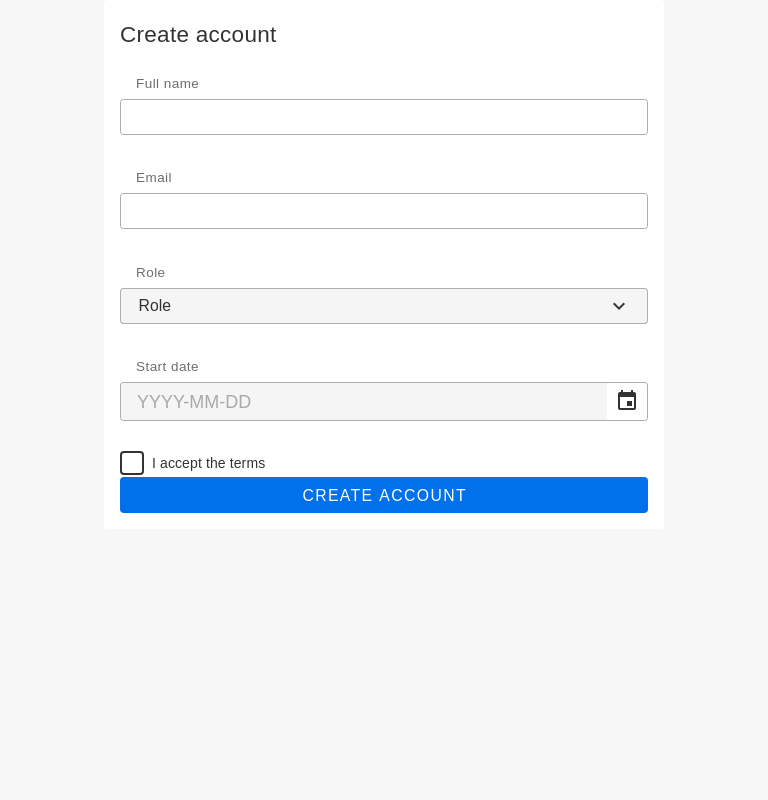 Create account
Full name
Email
Role
Role
Start date
YYYY-MM-DD
I accept the terms
CREATE ACCOUNT